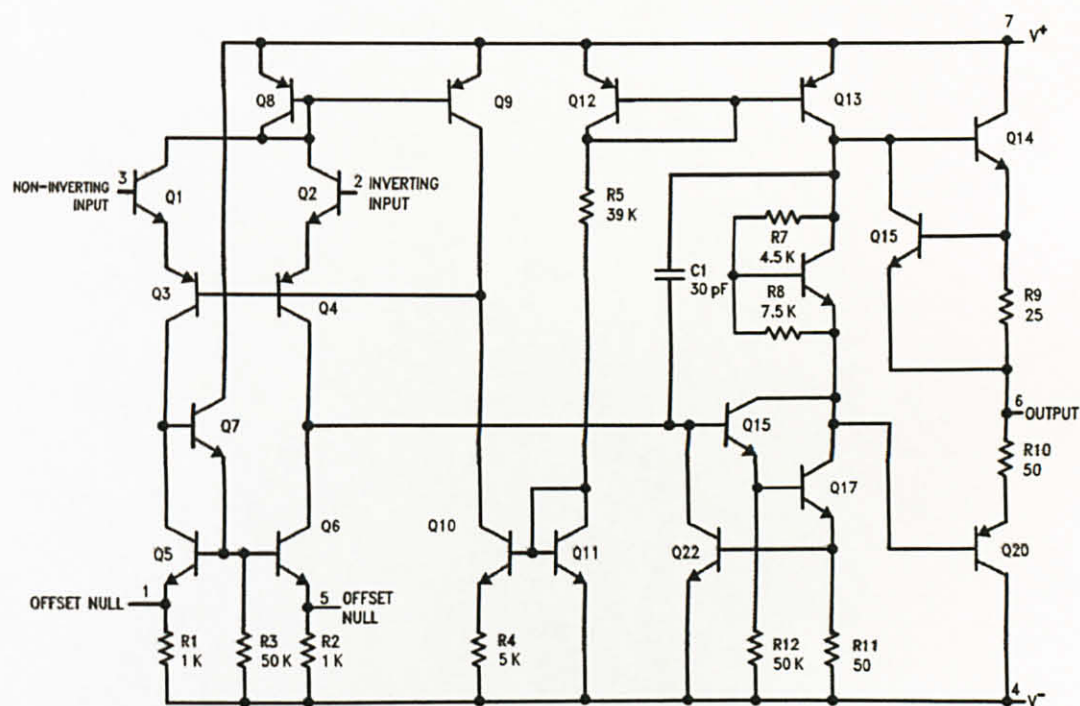 7
V+
Q8
Q9
Q12
Q13
Q14
NON-INVERTING
INPUT
3
Q1
Q2
2 INVERTING
INPUT
R5
39 K
Q15
R7
4.5 K
C1
30 pF
R8
7.5 K
Q3
Q4
R9
25
Q7
Q15
6
OUTPUT
R10
50
Q17
Q5
Q6
Q10
Q11
Q22
Q20
OFFSET NULL
1
5
OFFSET
NULL
R1
1 K
R3
50 K
R2
1 K
R4
5 K
R12
50 K
R11
50
4
V-